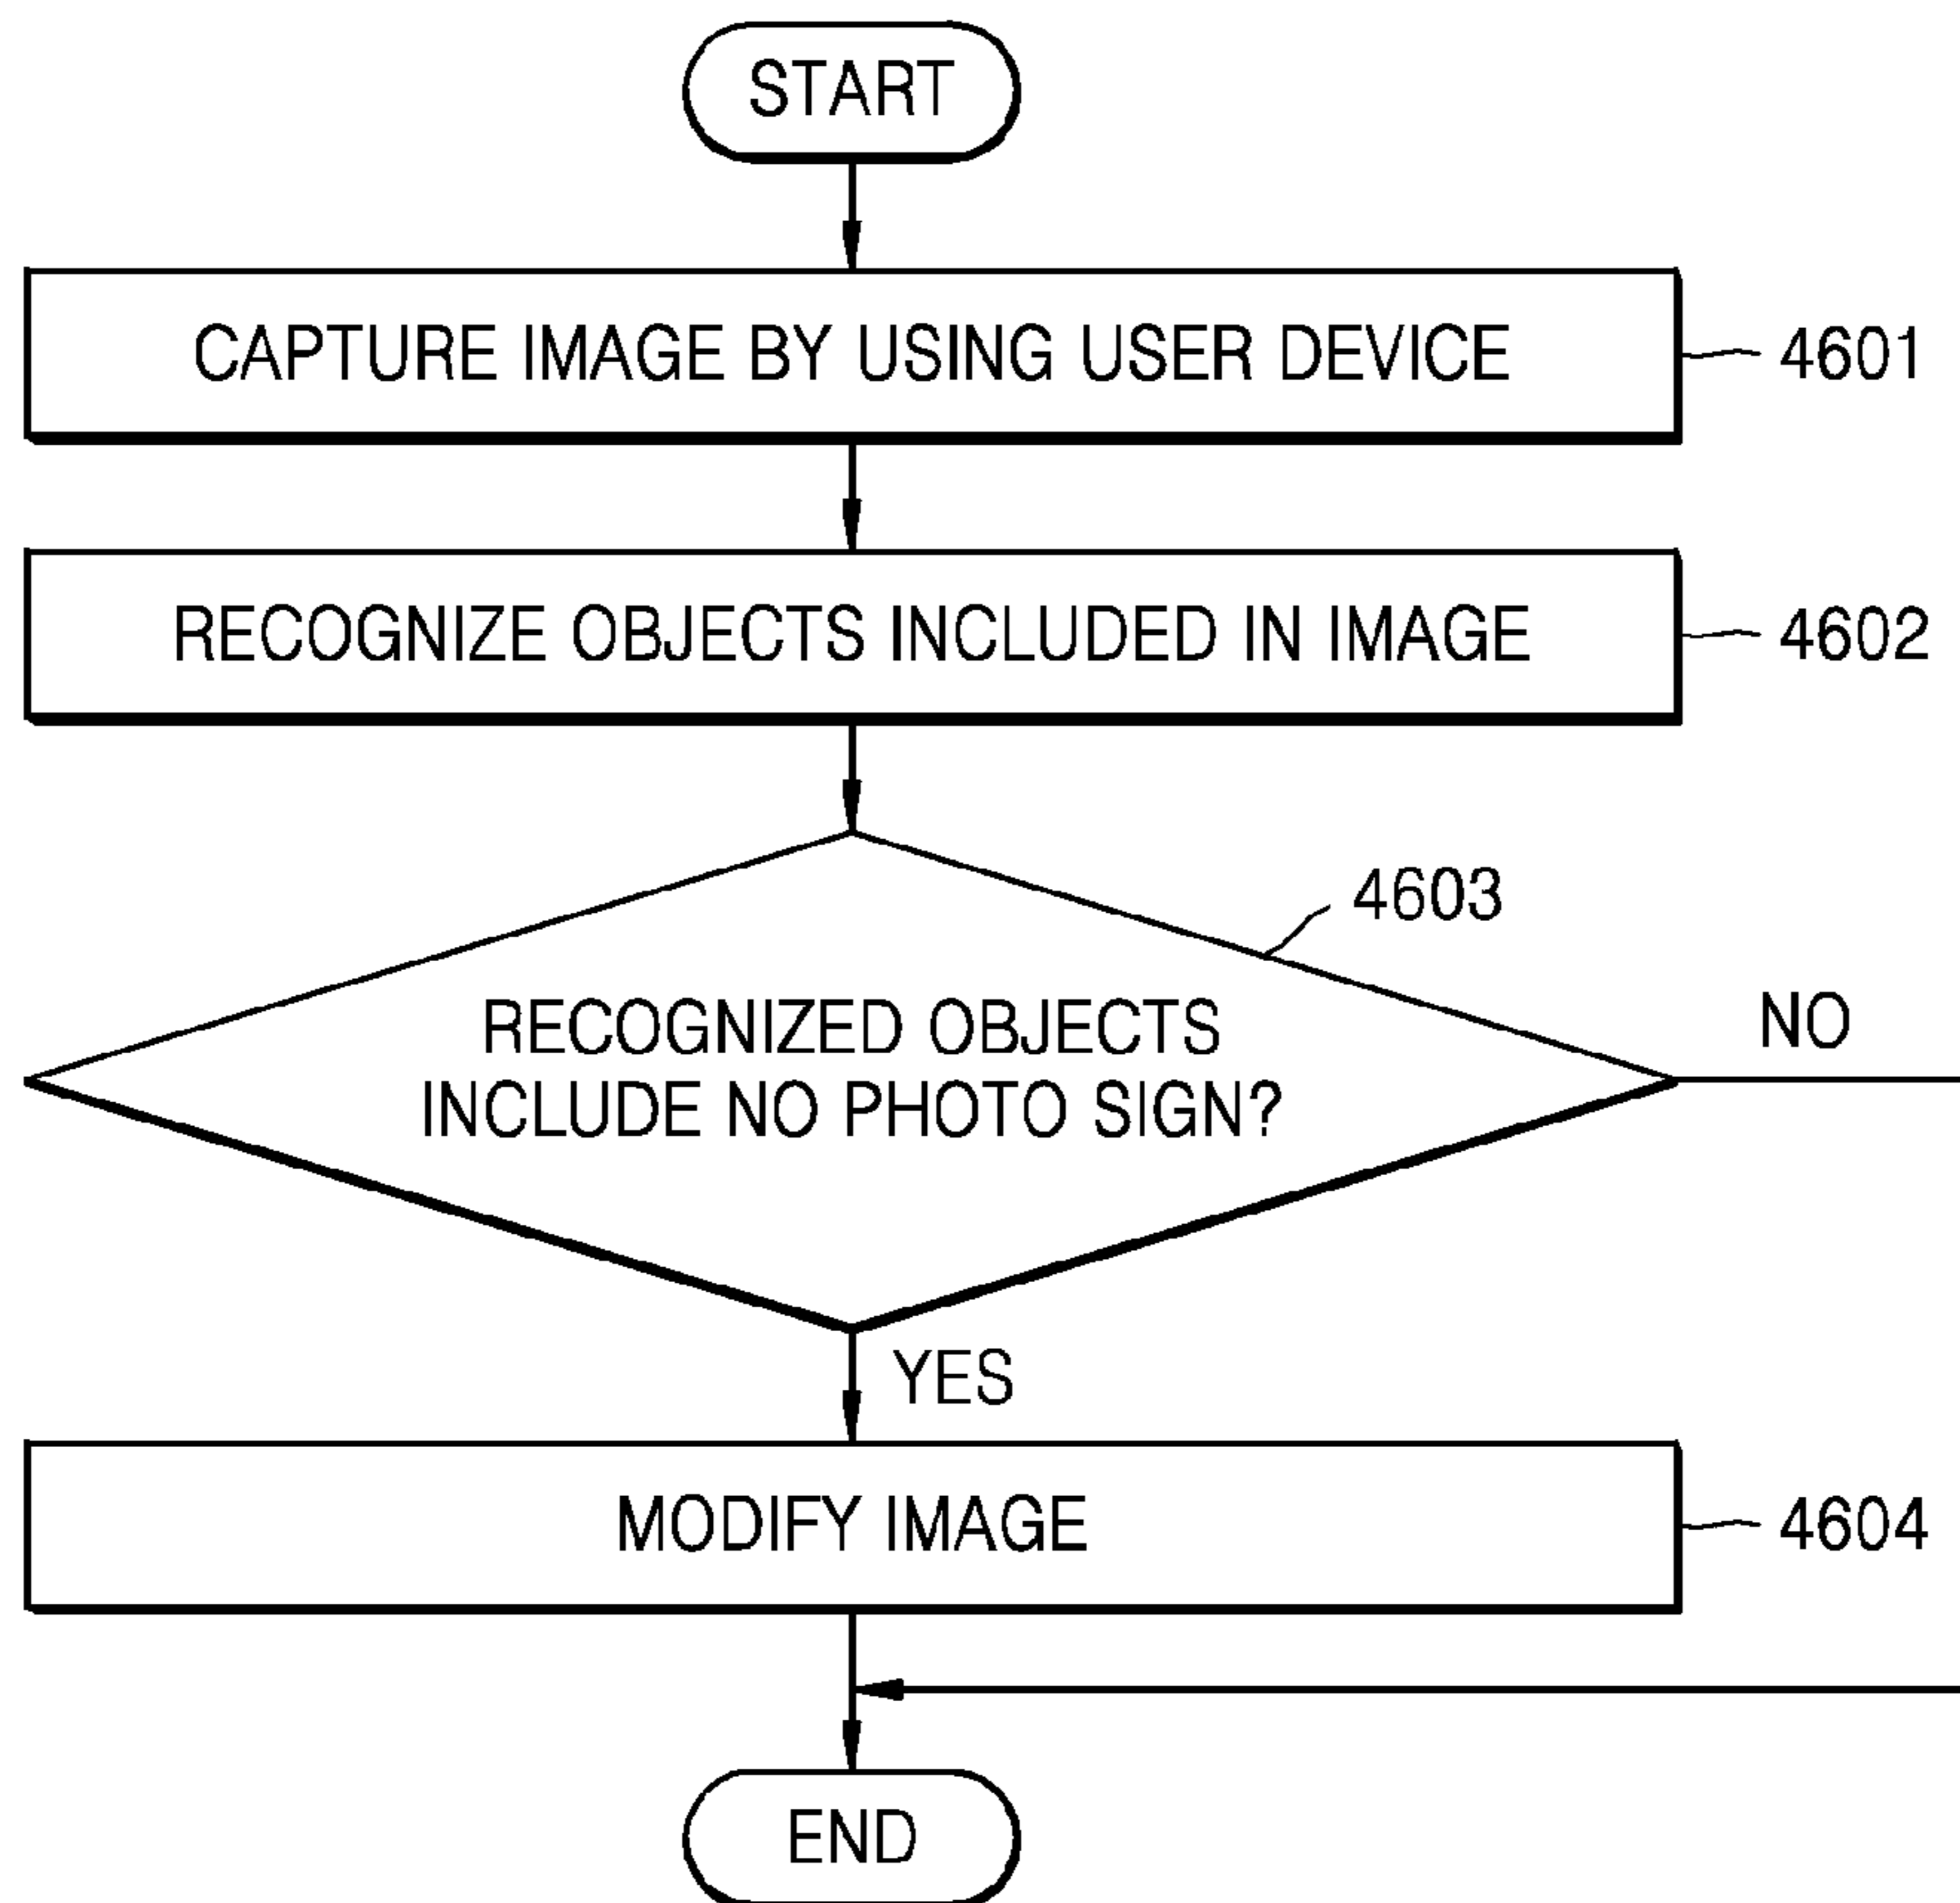 START
CAPTURE IMAGE BY USING USER DEVICE
4601
RECOGNIZE OBJECTS INCLUDED IN IMAGE
4602
4603
RECOGNIZED OBJECTS
INCLUDE NO PHOTO SIGN?
NO
YES
MODIFY IMAGE
4604
END